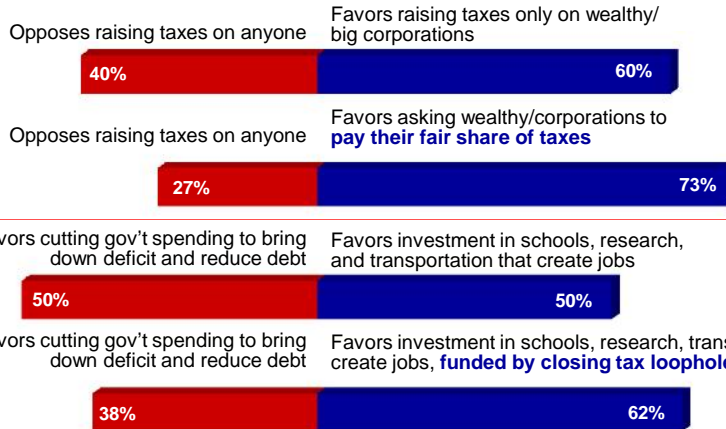 Opposes raising taxes on anyone
Favors raising taxes only on wealthy/
big corporations
40%
60%
Opposes raising taxes on anyone
Favors asking wealthy/corporations to
pay their fair share of taxes
27%
73%
cutting gov't spending to bring
down deficit and reduce debt
Favors investment in schools, research,
and transportation that create jobs
50%
50%
cutting gov't spending to bring
down deficit and reduce debt
Favors investment in schools, research,
create jobs, funded by closing tax
38%
62%